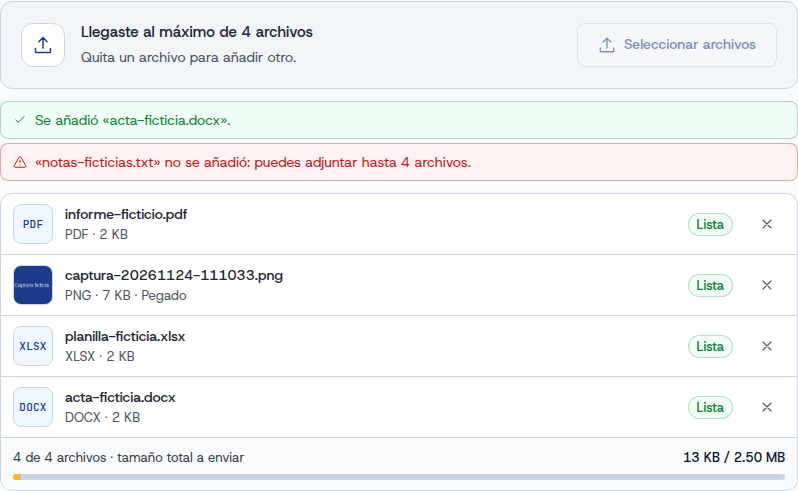 Llegaste al máximo de 4 archivos
Quita un archivo para añadir otro.
Seleccionar archivos
Se añadió «acta-ficticia.docx».
«notas-ficticias.txt» no se añadió: puedes adjuntar hasta 4 archivos.
PDF
informe-ficticio.pdf
PDF · 2 KB
Lista
Captura ficticia
captura-20261124-111033.png
PNG · 7 KB · Pegado
Lista
XLSX
planilla-ficticia.xlsx
XLSX · 2 KB
Lista
DOCX
acta-ficticia.docx
DOCX · 2 KB
Lista
4 de 4 archivos · tamaño total a enviar
13 KB / 2.50 MB